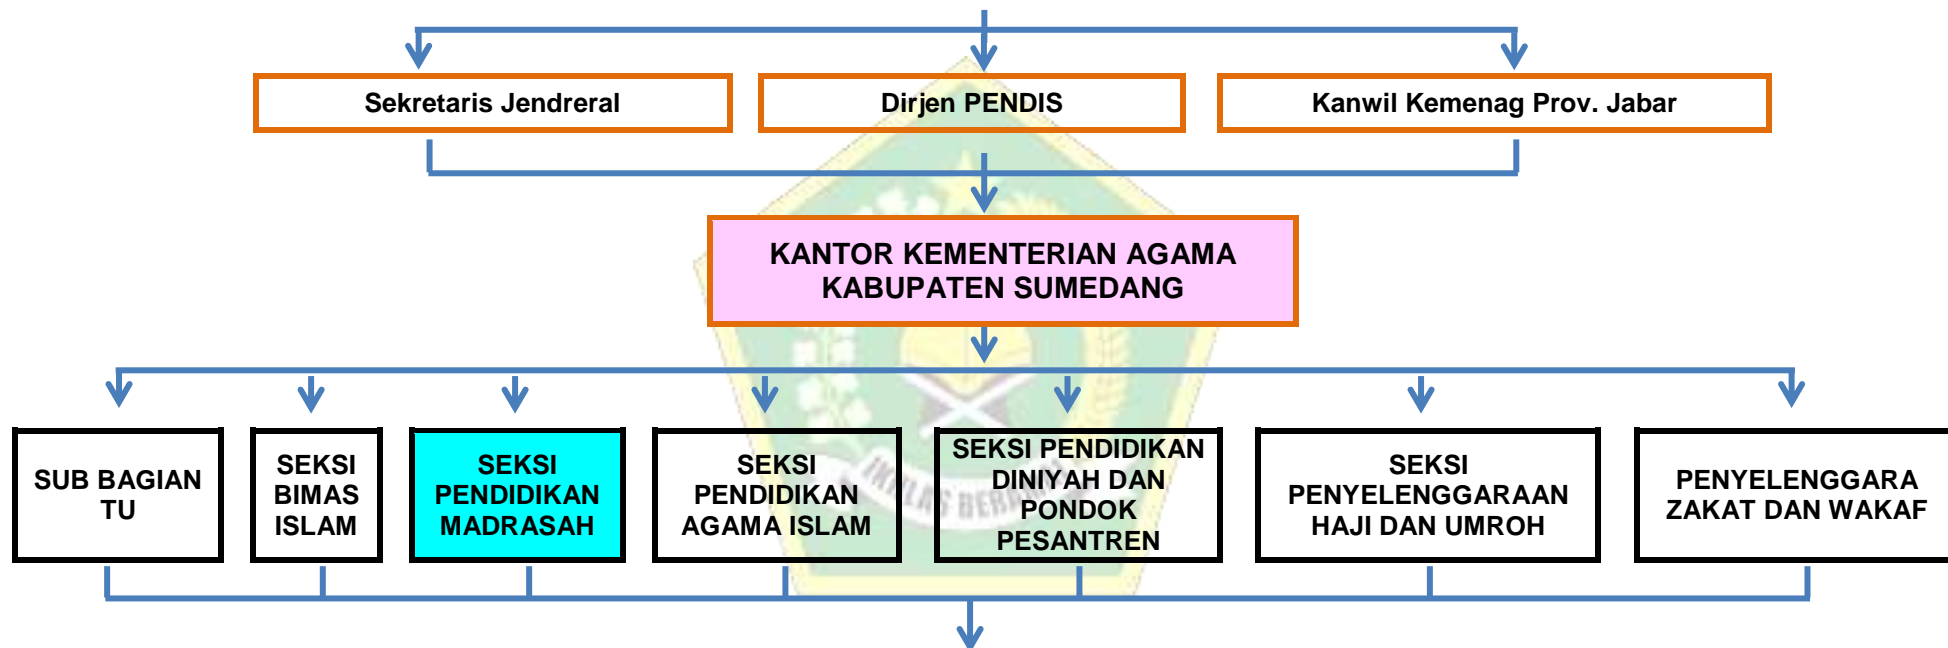 Sekretaris Jendreral
Dirjen PENDIS
Kanwil Kemenag Prov. Jabar
KANTOR KEMENTERIAN AGAMA
KABUPATEN SUMEDANG
SUB BAGIAN
TU
SEKSI
BIMAS
ISLAM
SEKSI
PENDIDIKAN
MADRASAH
SEKSI
PENDIDIKAN
AGAMA ISLAM
SEKSI PENDIDIKAN
DINIYAH DAN
PONDOK
PESANTREN
SEKSI
PENYELENGGARAAN
HAJI DAN UMROH
PENYELENGGARA
ZAKAT DAN WAKAF